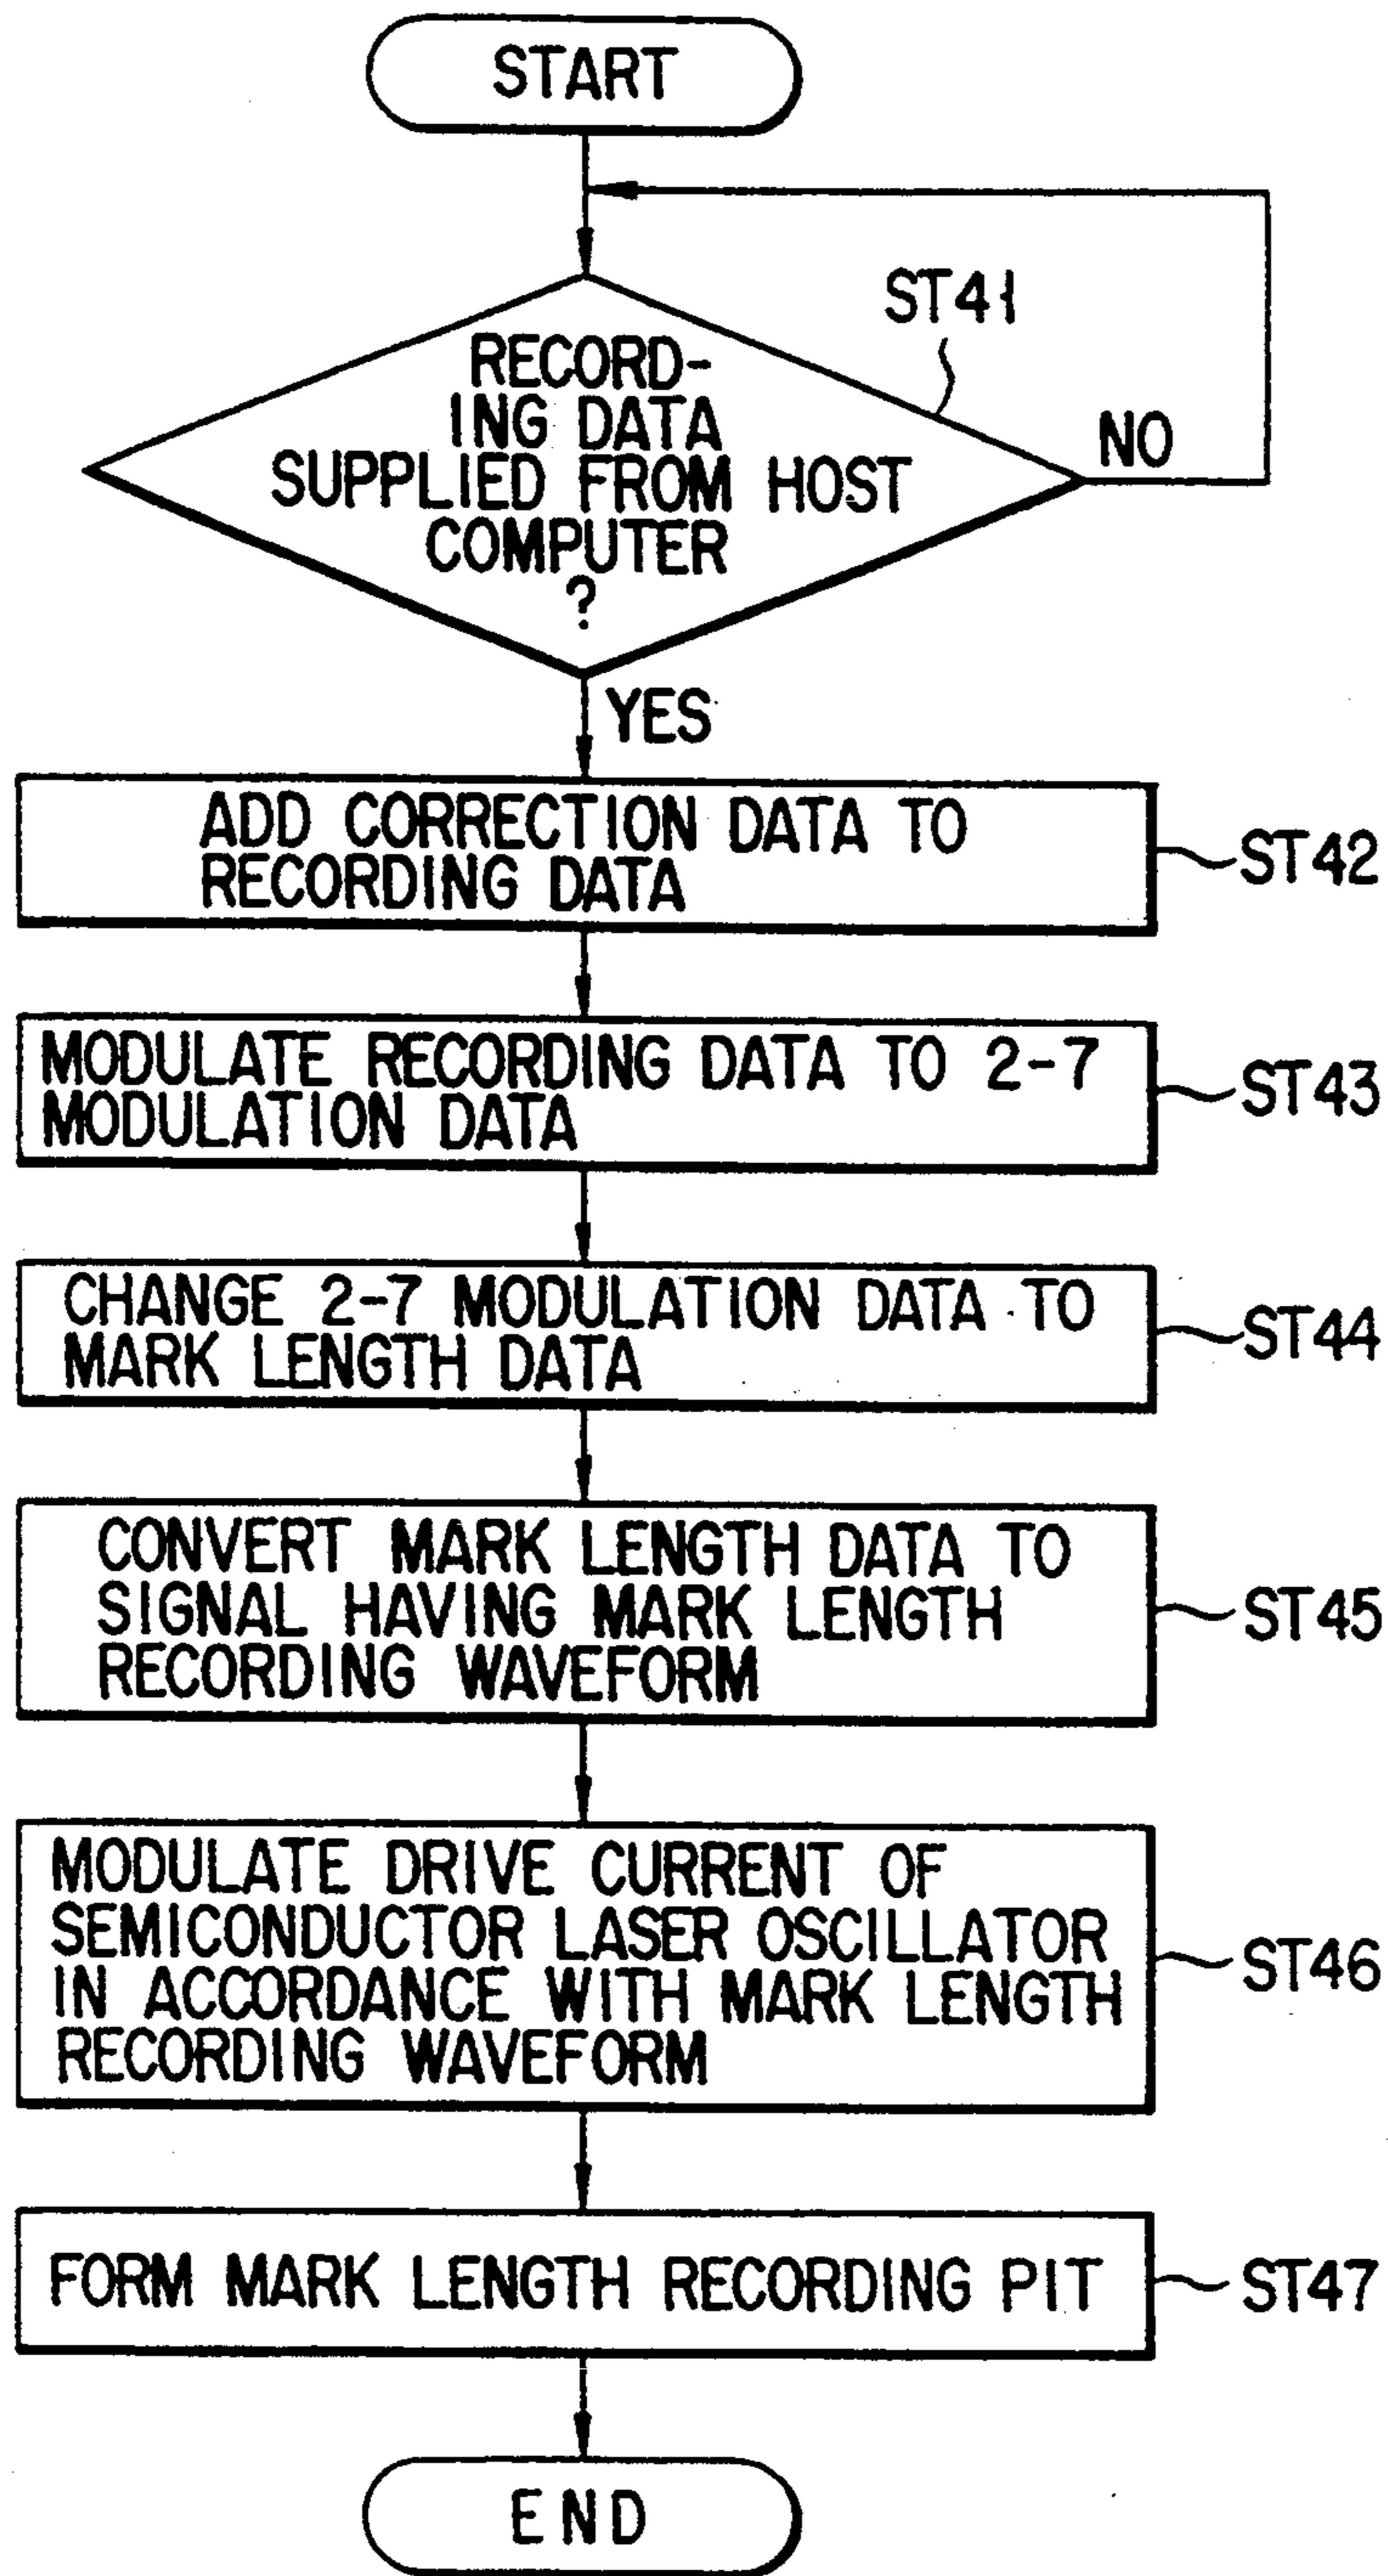 START
ST41
RECORD-
ING DATA
SUPPLIED FROM HOST
COMPUTER
?
NO
YES
ADD CORRECTION DATA TO
RECORDING DATA
ST42
MODULATE RECORDING DATA TO 2-7
MODULATION DATA
ST43
CHANGE 2-7 MODULATION DATA TO
MARK LENGTH DATA
ST44
CONVERT MARK LENGTH DATA TO
SIGNAL HAVING MARK LENGTH
RECORDING WAVEFORM
ST45
MODULATE DRIVE CURRENT OF
SEMICONDUCTOR LASER OSCILLATOR
IN ACCORDANCE WITH MARK LENGTH
RECORDING WAVEFORM
ST46
FORM MARK LENGTH RECORDING PIT
ST47
END